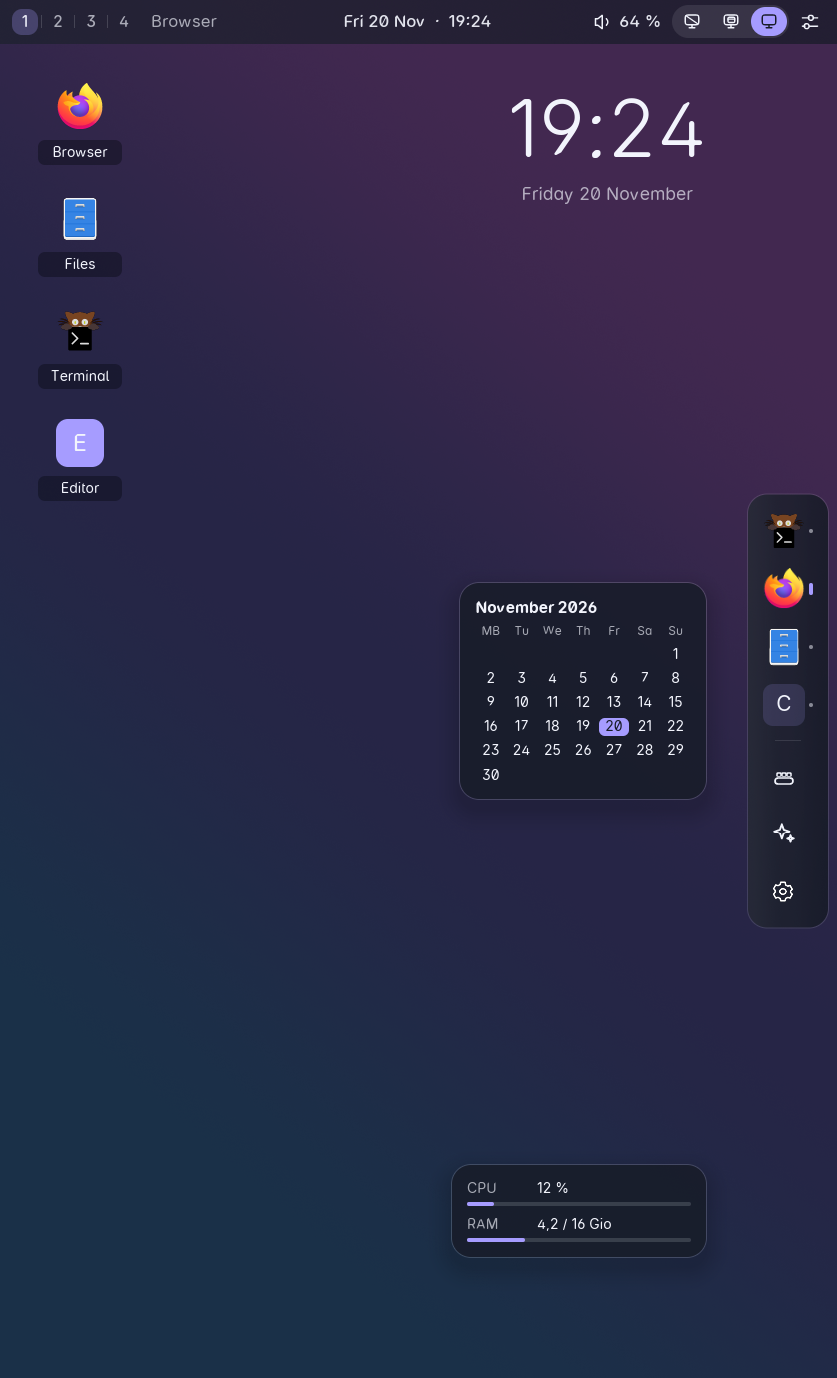 1 2 3 4 Browser Fri 20 Nov · 19:24 64 %
19:24
Friday 20 November
Browser
Files
Terminal
E
Editor
C
November 2026
MB Tu We Th Fr Sa Su
1
2 3 4 5 6 7 8
9 10 11 12 13 14 15
16 17 18 19 20 21 22
23 24 25 26 27 28 29
30
CPU 12 %
RAM 4,2 / 16 Gio